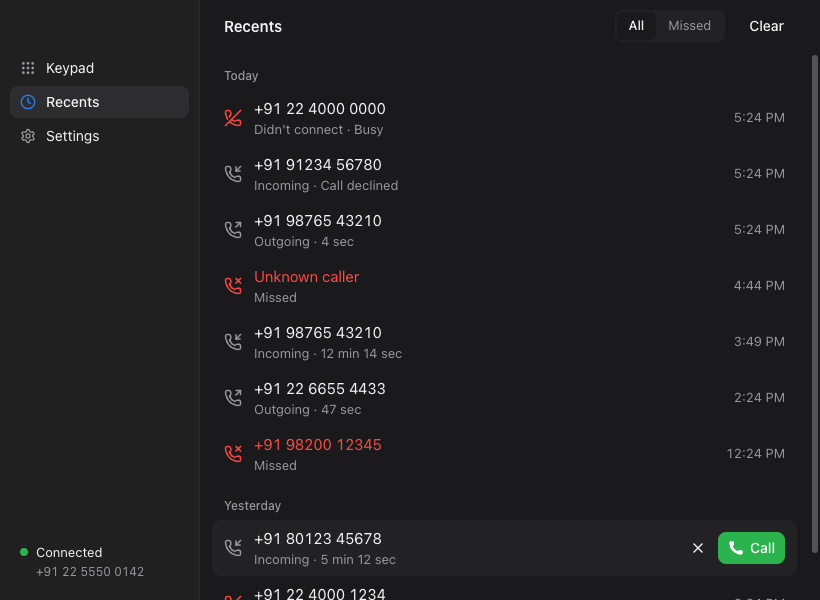 Keypad
Recents
Settings
Connected
+91 22 5550 0142
Recents
All
Missed
Clear
Today
+91 22 4000 0000
Didn't connect · Busy
5:24 PM
+91 91234 56780
Incoming · Call declined
5:24 PM
+91 98765 43210
Outgoing · 4 sec
5:24 PM
Unknown caller
Missed
4:44 PM
+91 98765 43210
Incoming · 12 min 14 sec
3:49 PM
+91 22 6655 4433
Outgoing · 47 sec
2:24 PM
+91 98200 12345
Missed
12:24 PM
Yesterday
+91 80123 45678
Incoming · 5 min 12 sec
Call
+91 22 4000 1234